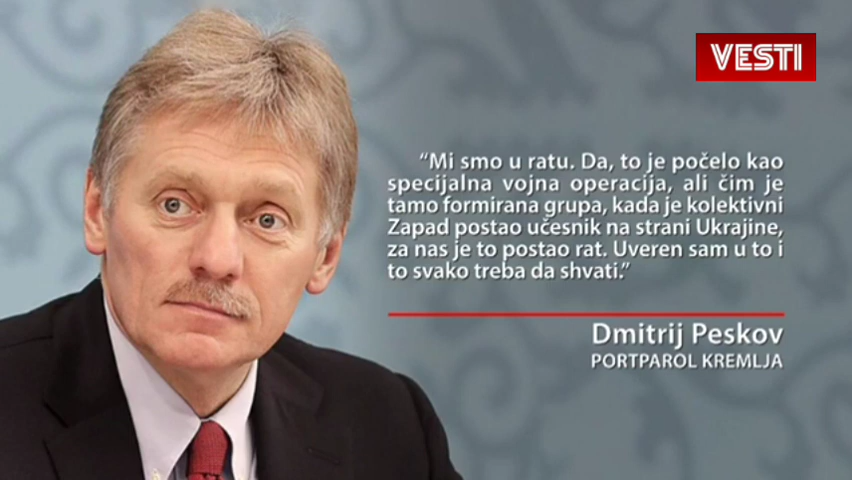 VESTI
“Mi smo u ratu. Da, to je počelo kao
specijalna vojna operacija, ali čim je
tamo formirana grupa, kada je kolektivni
Zapad postao učesnik na strani Ukrajine,
za nas je to postao rat. Uveren sam u to i
to svako treba da shvati.”
Dmitrij Peskov
PORTPAROL KREMLJA